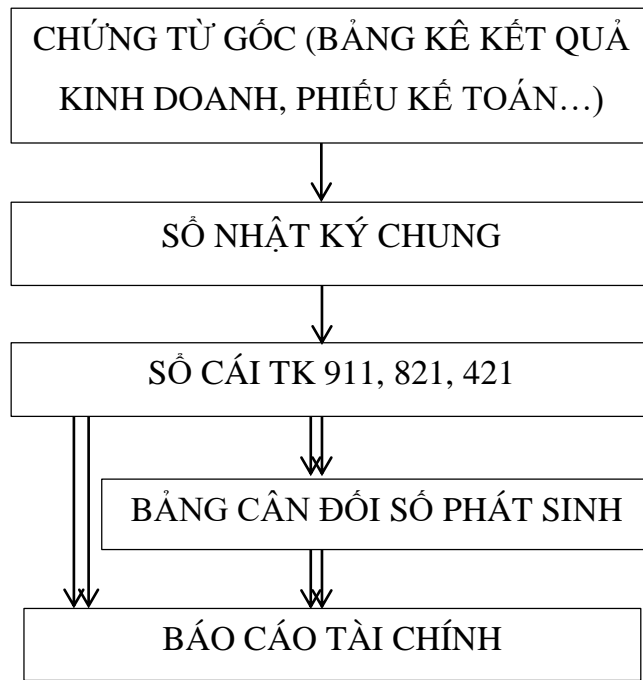 CHỨNG TỪ GỐC (BẢNG KÊ KẾT QUẢ
KINH DOANH, PHIẾU KẾ TOÁN…)
SỔ NHẬT KÝ CHUNG
SỔ CÁI TK 911, 821, 421
BẢNG CÂN ĐỐI SỐ PHÁT SINH
BÁO CÁO TÀI CHÍNH